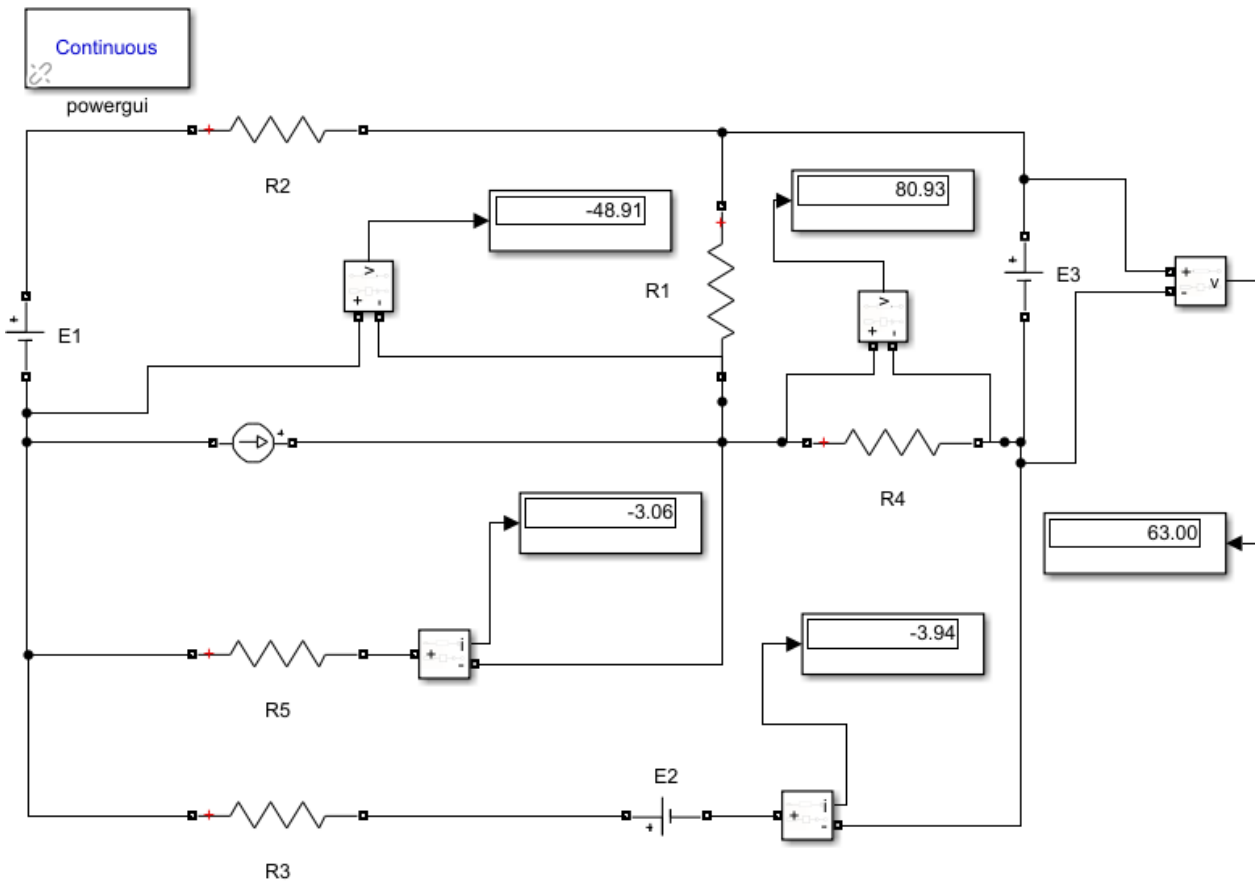 Continuous
powergui
R2
-48.91
80.93
R1
E3
E1
+ v
-
v
+ -
v
+ -
R4
-3.06
63.00
i
+
-
-3.94
R5
E2
i
+
-
R3